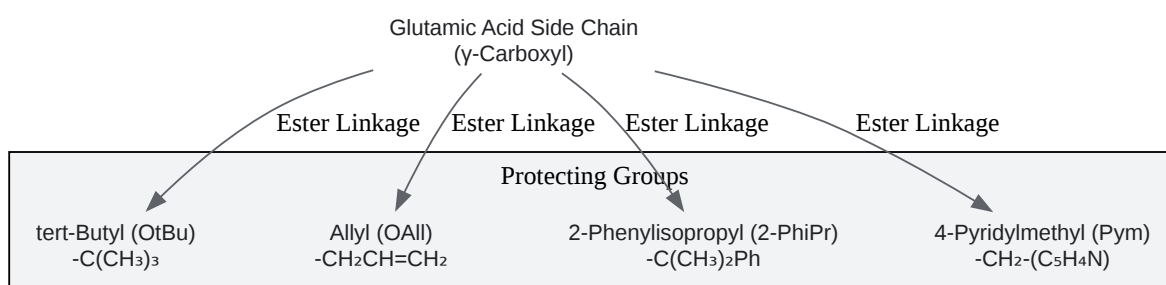 Glutamic Acid Side Chain
(γ-Carboxyl)
Ester Linkage Ester Linkage Ester Linkage Ester Linkage
Protecting Groups
tert-Butyl (OtBu) Allyl (OAll) 2-Phenylisopropyl (2-PhiPr) 4-Pyridylmethyl (Pym)
-C(CH₃)₃ -CH₂CH=CH₂ -C(CH₃)₂Ph -CH₂-(C₅H₄N)